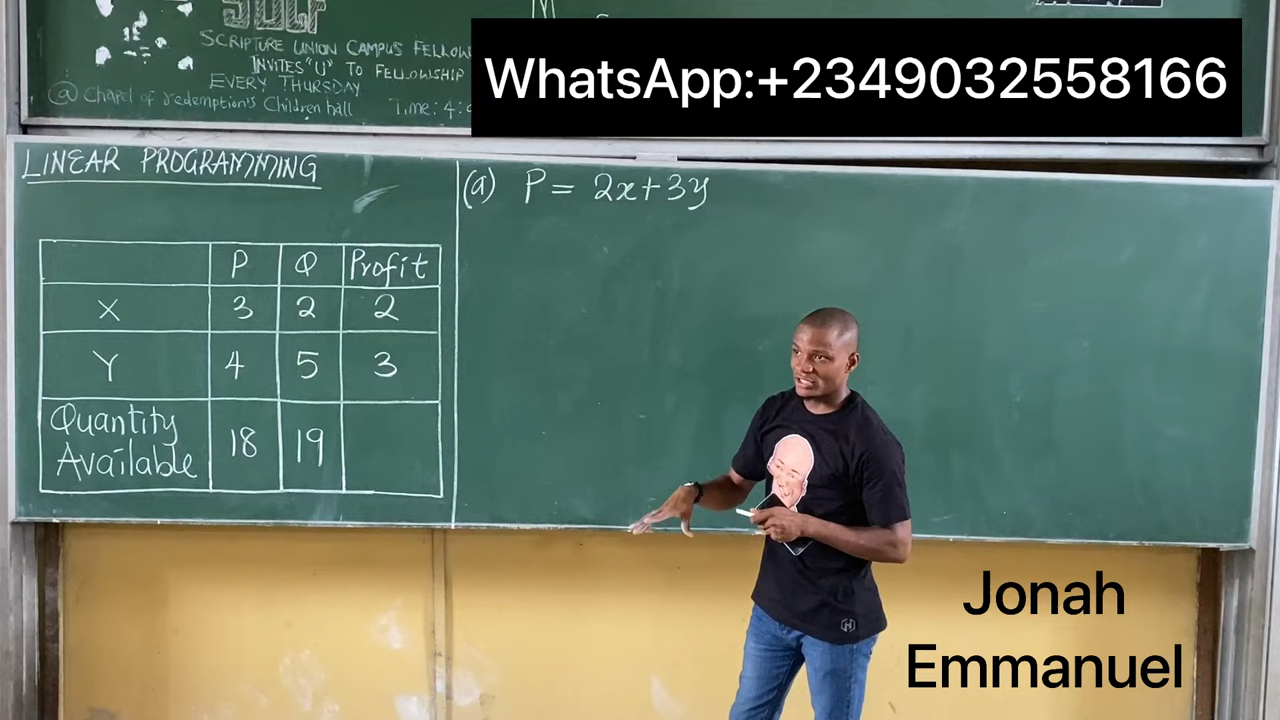 SCRIPTURE UNION CAMPUS
INVITES "U" TO FELLOWSHIP
EVERY THURSDAY
@ Chapel of redemption's Children hall Time: 4:
WhatsApp:+2349032558166
LINEAR PROGRAMMING
P Q Profit
X 3 2 2
Y 4 5 3
Quantity
Available 18 19
(a) P = 2x+3y
Jonah
Emmanuel